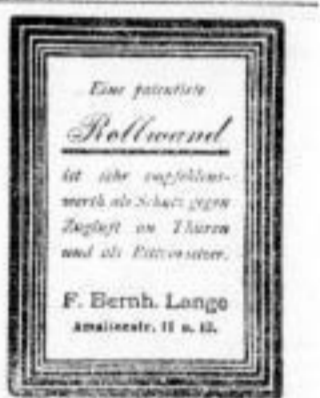 Eine patentirte
Rollwand
ist sehr empfehlens-
werth als Schutz gegen
Zugluft an Thüren
und als
F. Bernh. Lange
Amalienstr. 11 u. 13.